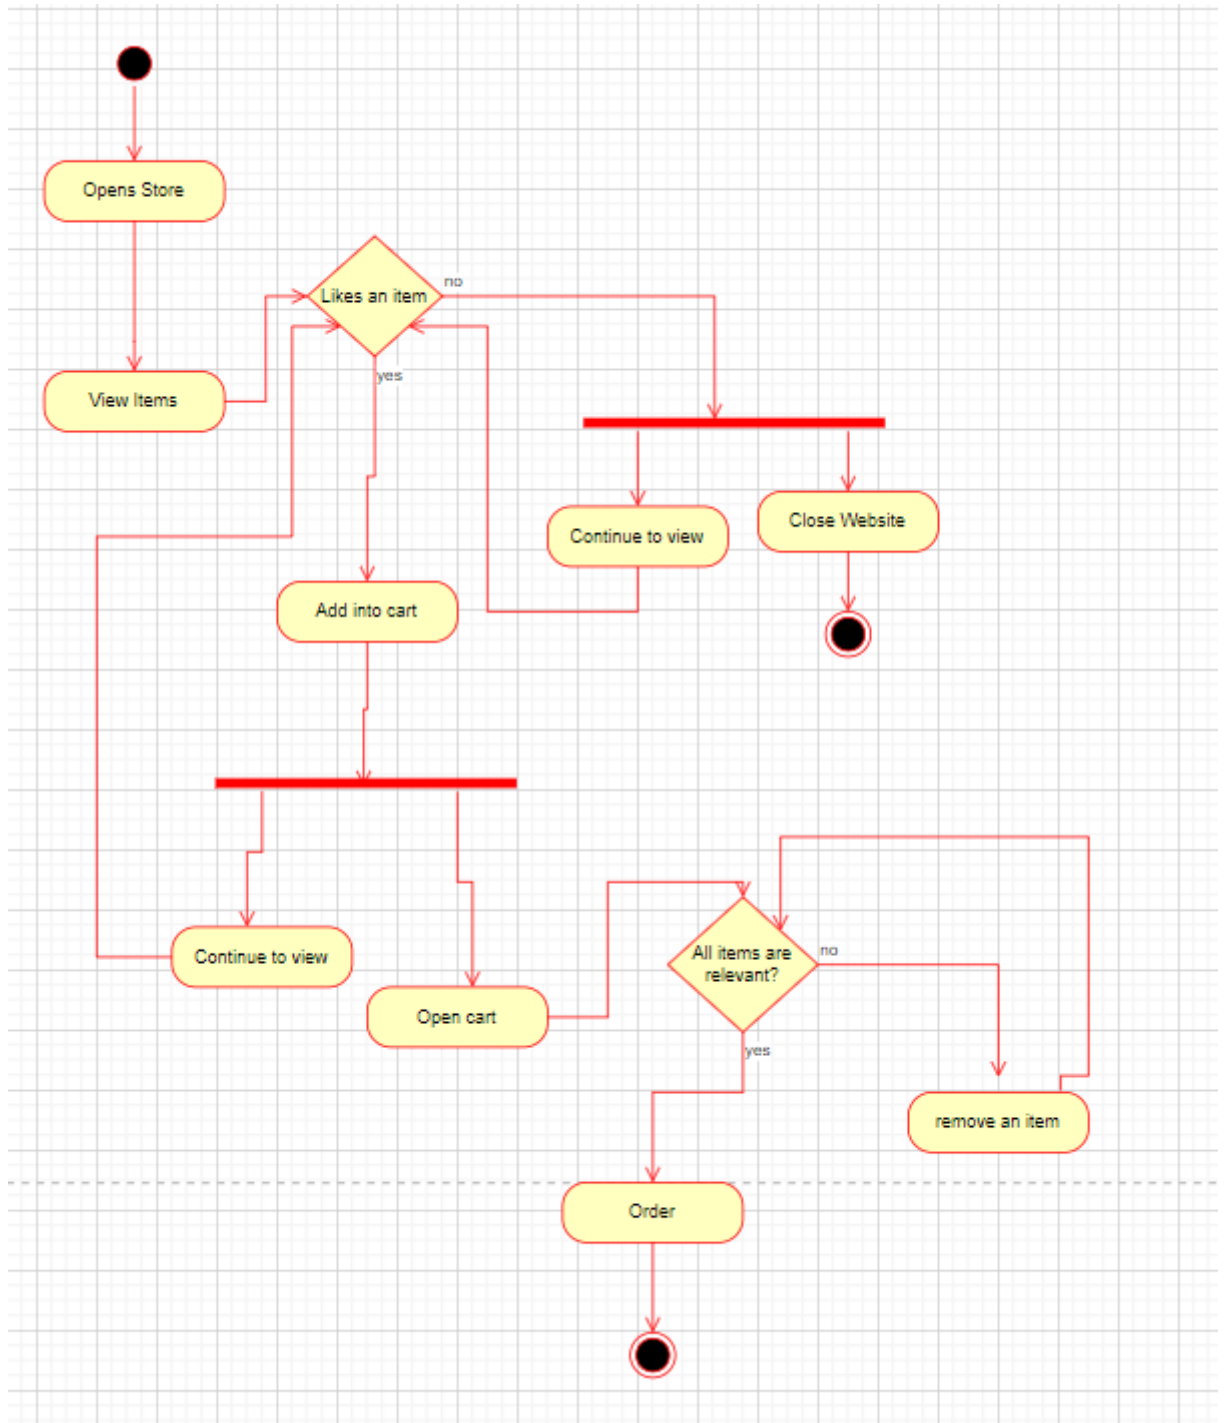 Opens Store
Likes an item
no
yes
View Items
Continue to view
Close Website
Add into cart
Continue to view
Open cart
All items are
relevant?
no
yes
remove an item
Order